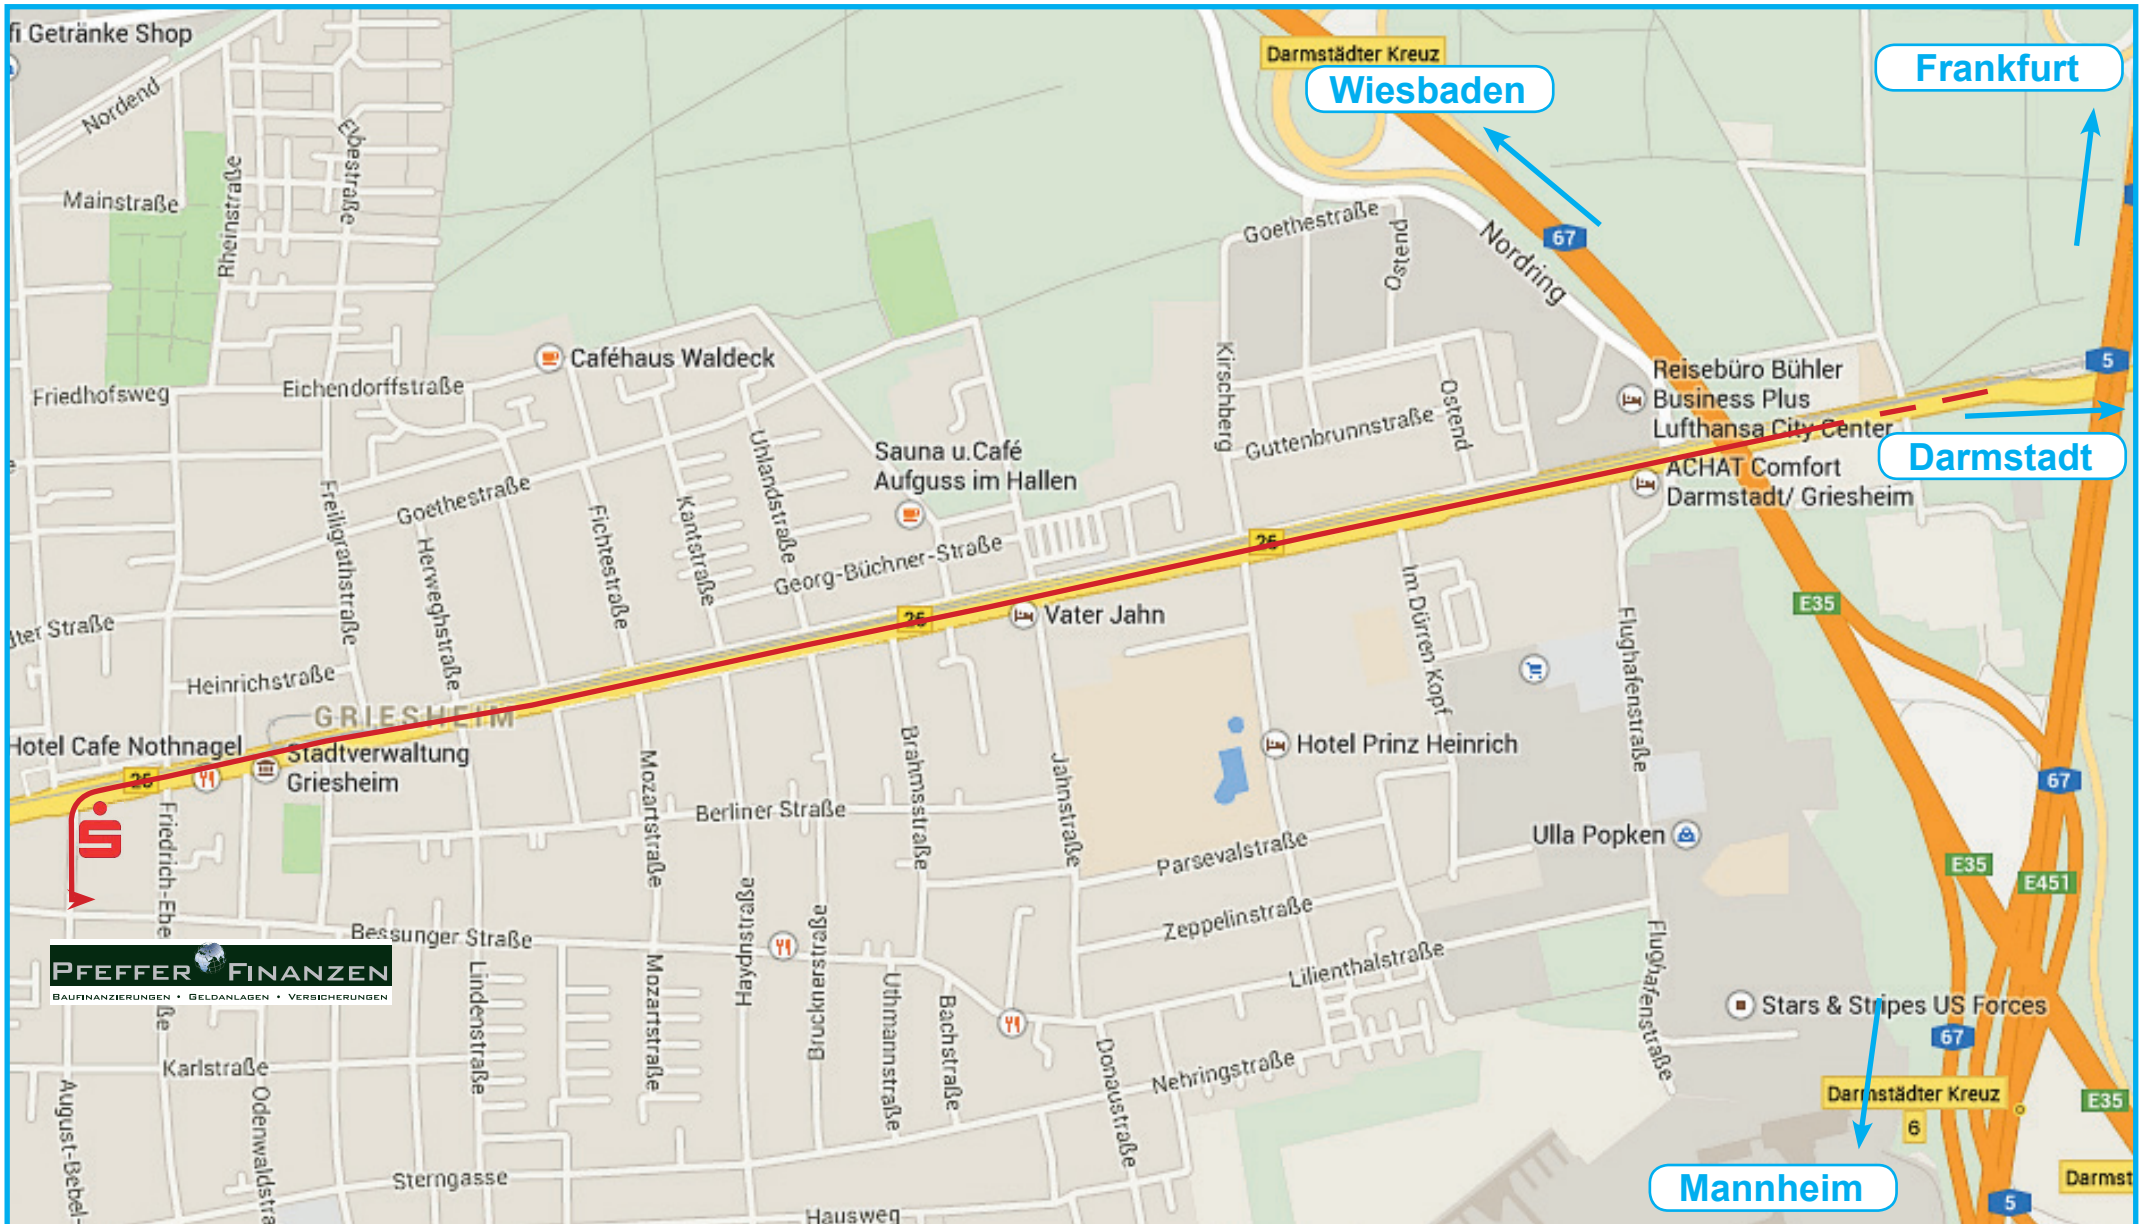 fi Getränke Shop
Darmstädter Kreuz
Wiesbaden
Frankfurt
Nordend
Elbestraße
Rheinstraße
Mainstraße
Goethestraße
Ostend
Nordring
67
5
Caféhaus Waldeck
Friedhofsweg
Eichendorffstraße
Kirschberg
Reisebüro Bühler
Business Plus
Lufthansa City Center
Ostend
Guttenbrunnstraße
Darmstadt
Uhlandstraße
Sauna u.Café
Aufguss im Hallen
ACHAT Comfort
Darmstadt/ Griesheim
Freiligrathstraße
Goethestraße
Herweghstraße
Fichtestraße
Kantstraße
Georg-Büchner-Straße
26
26
Vater Jahn
Im Dürren Kopf
Flughafenstraße
E35
lter Straße
Heinrichstraße
GRIESHEIM
Hotel Cafe Nothnagel
Stadtverwaltung
Griesheim
26
Hotel Prinz Heinrich
67
Mozartstraße
Berliner Straße
Brahmsstraße
Jahnstraße
Parsevalstraße
Ulla Popken
E35
E451
Friedrich-Ebe
ße
Bessunger Straße
Haydnstraße
Brucknerstraße
Zeppelinstraße
Lilienthalstraße
Flughafenstraße
PFEFFER FINANZEN
BAUFINANZIERUNGEN • GELDANLAGEN • VERSICHERUNGEN
Lindenstraße
Mozartstraße
Uthmannstraße
Bachstraße
Stars & Stripes US Forces
67
Karlstraße
Odenwaldstra
August-Bebel-
Donaustraße
Nehringstraße
Darmstädter Kreuz
6
E35
Sterngasse
Mannheim
Darmst
5
Hausweg